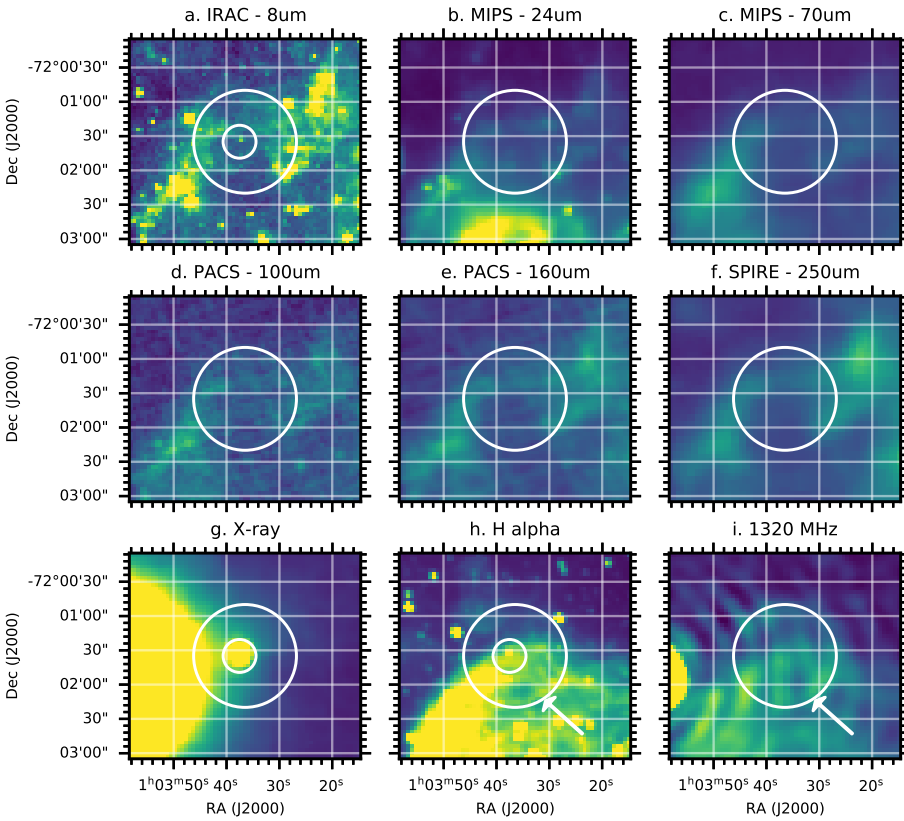 a. IRAC - 8um
b. MIPS - 24um
c. MIPS - 70um
Dec (J2000)
-72°00'30"
01'00"
30"
02'00"
30"
03'00"
d. PACS - 100um
e. PACS - 160um
f. SPIRE - 250um
Dec (J2000)
-72°00'30"
01'00"
30"
02'00"
30"
03'00"
g. X-ray
h. H alpha
i. 1320 MHz
Dec (J2000)
-72°00'30"
01'00"
30"
02'00"
30"
03'00"
1ʰ03ᵐ50ˢ 40ˢ 30ˢ 20ˢ
1ʰ03ᵐ50ˢ 40ˢ 30ˢ 20ˢ
1ʰ03ᵐ50ˢ 40ˢ 30ˢ 20ˢ
RA (J2000)
RA (J2000)
RA (J2000)